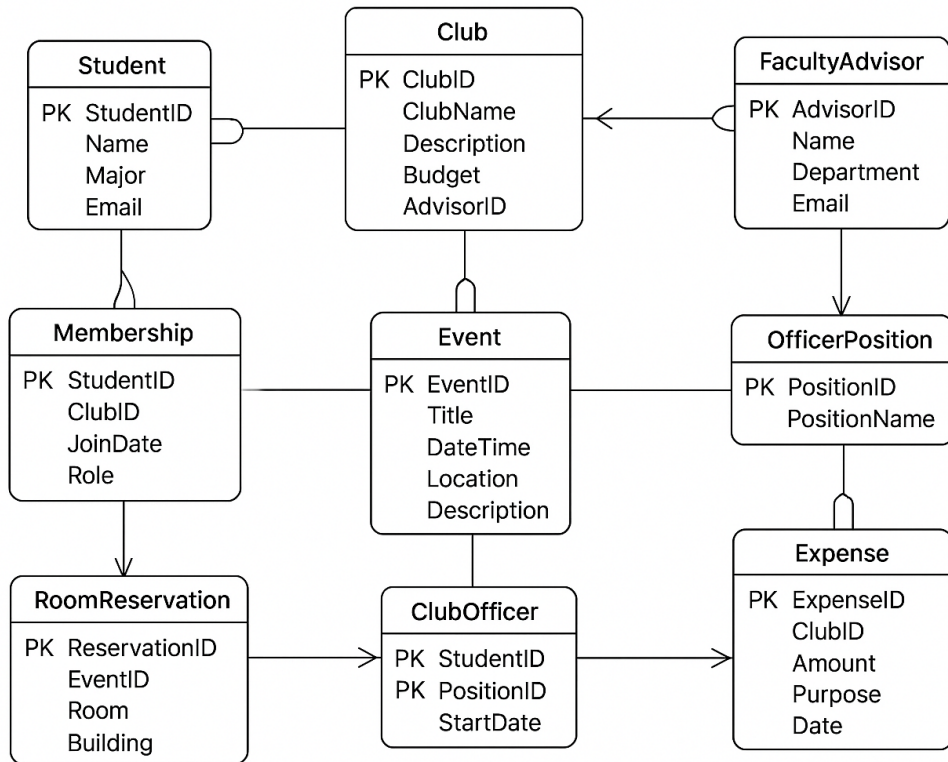 Student
PK StudentID
Name
Major
Email
Club
PK ClubID
ClubName
Description
Budget
AdvisorID
FacultyAdvisor
PK AdvisorID
Name
Department
Email
Membership
PK StudentID
ClubID
JoinDate
Role
Event
PK EventID
Title
DateTime
Location
Description
OfficerPosition
PK PositionID
PositionName
RoomReservation
PK ReservationID
EventID
Room
Building
ClubOfficer
PK StudentID
PK PositionID
StartDate
Expense
PK ExpenseID
ClubID
Amount
Purpose
Date